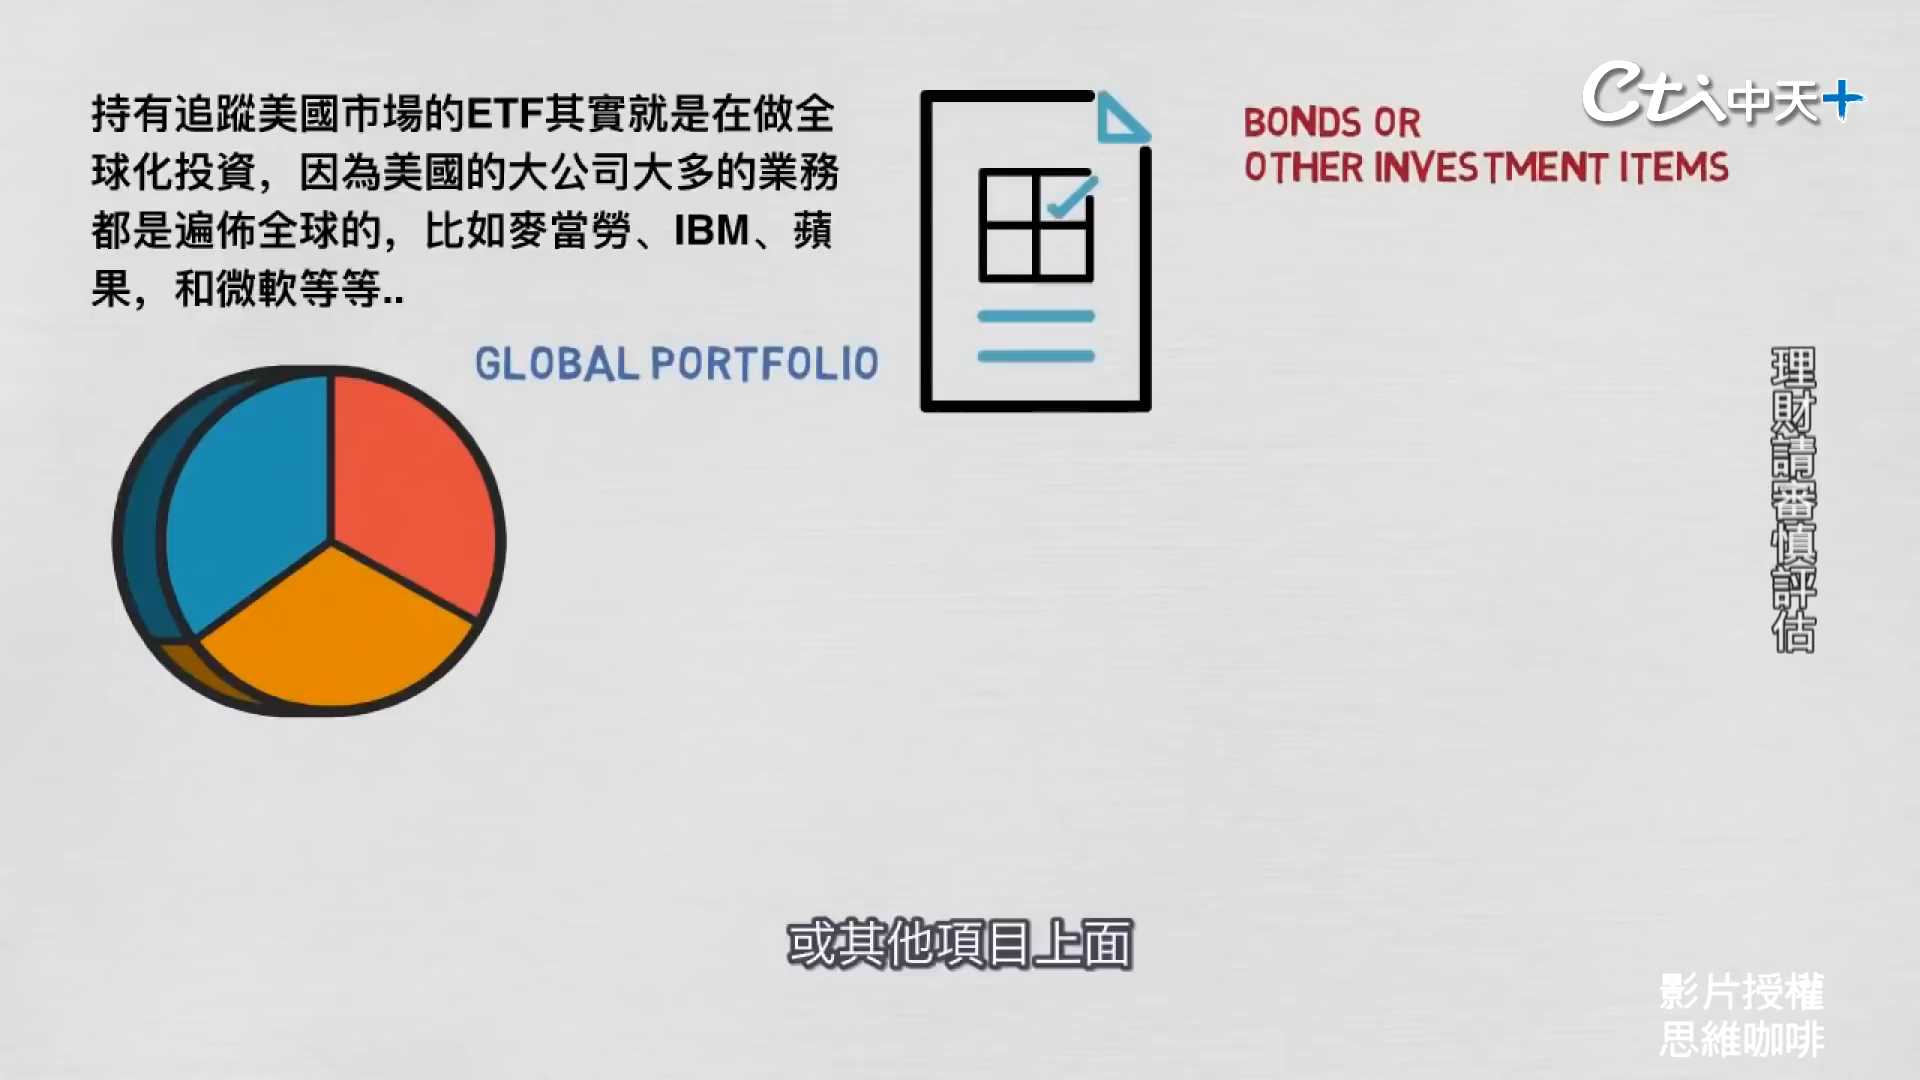 持有追蹤美國市場的ETF其實就是在做全
球化投資，因為美國的大公司大多的業務
都是遍佈全球的，比如麥當勞、IBM、蘋
果，和微軟等等..
GLOBAL PORTFOLIO
BONDS OR
OTHER INVESTMENT ITEMS
Cti中天+
理財請審慎評估
或其他項目上面
影片授權
思維咖啡